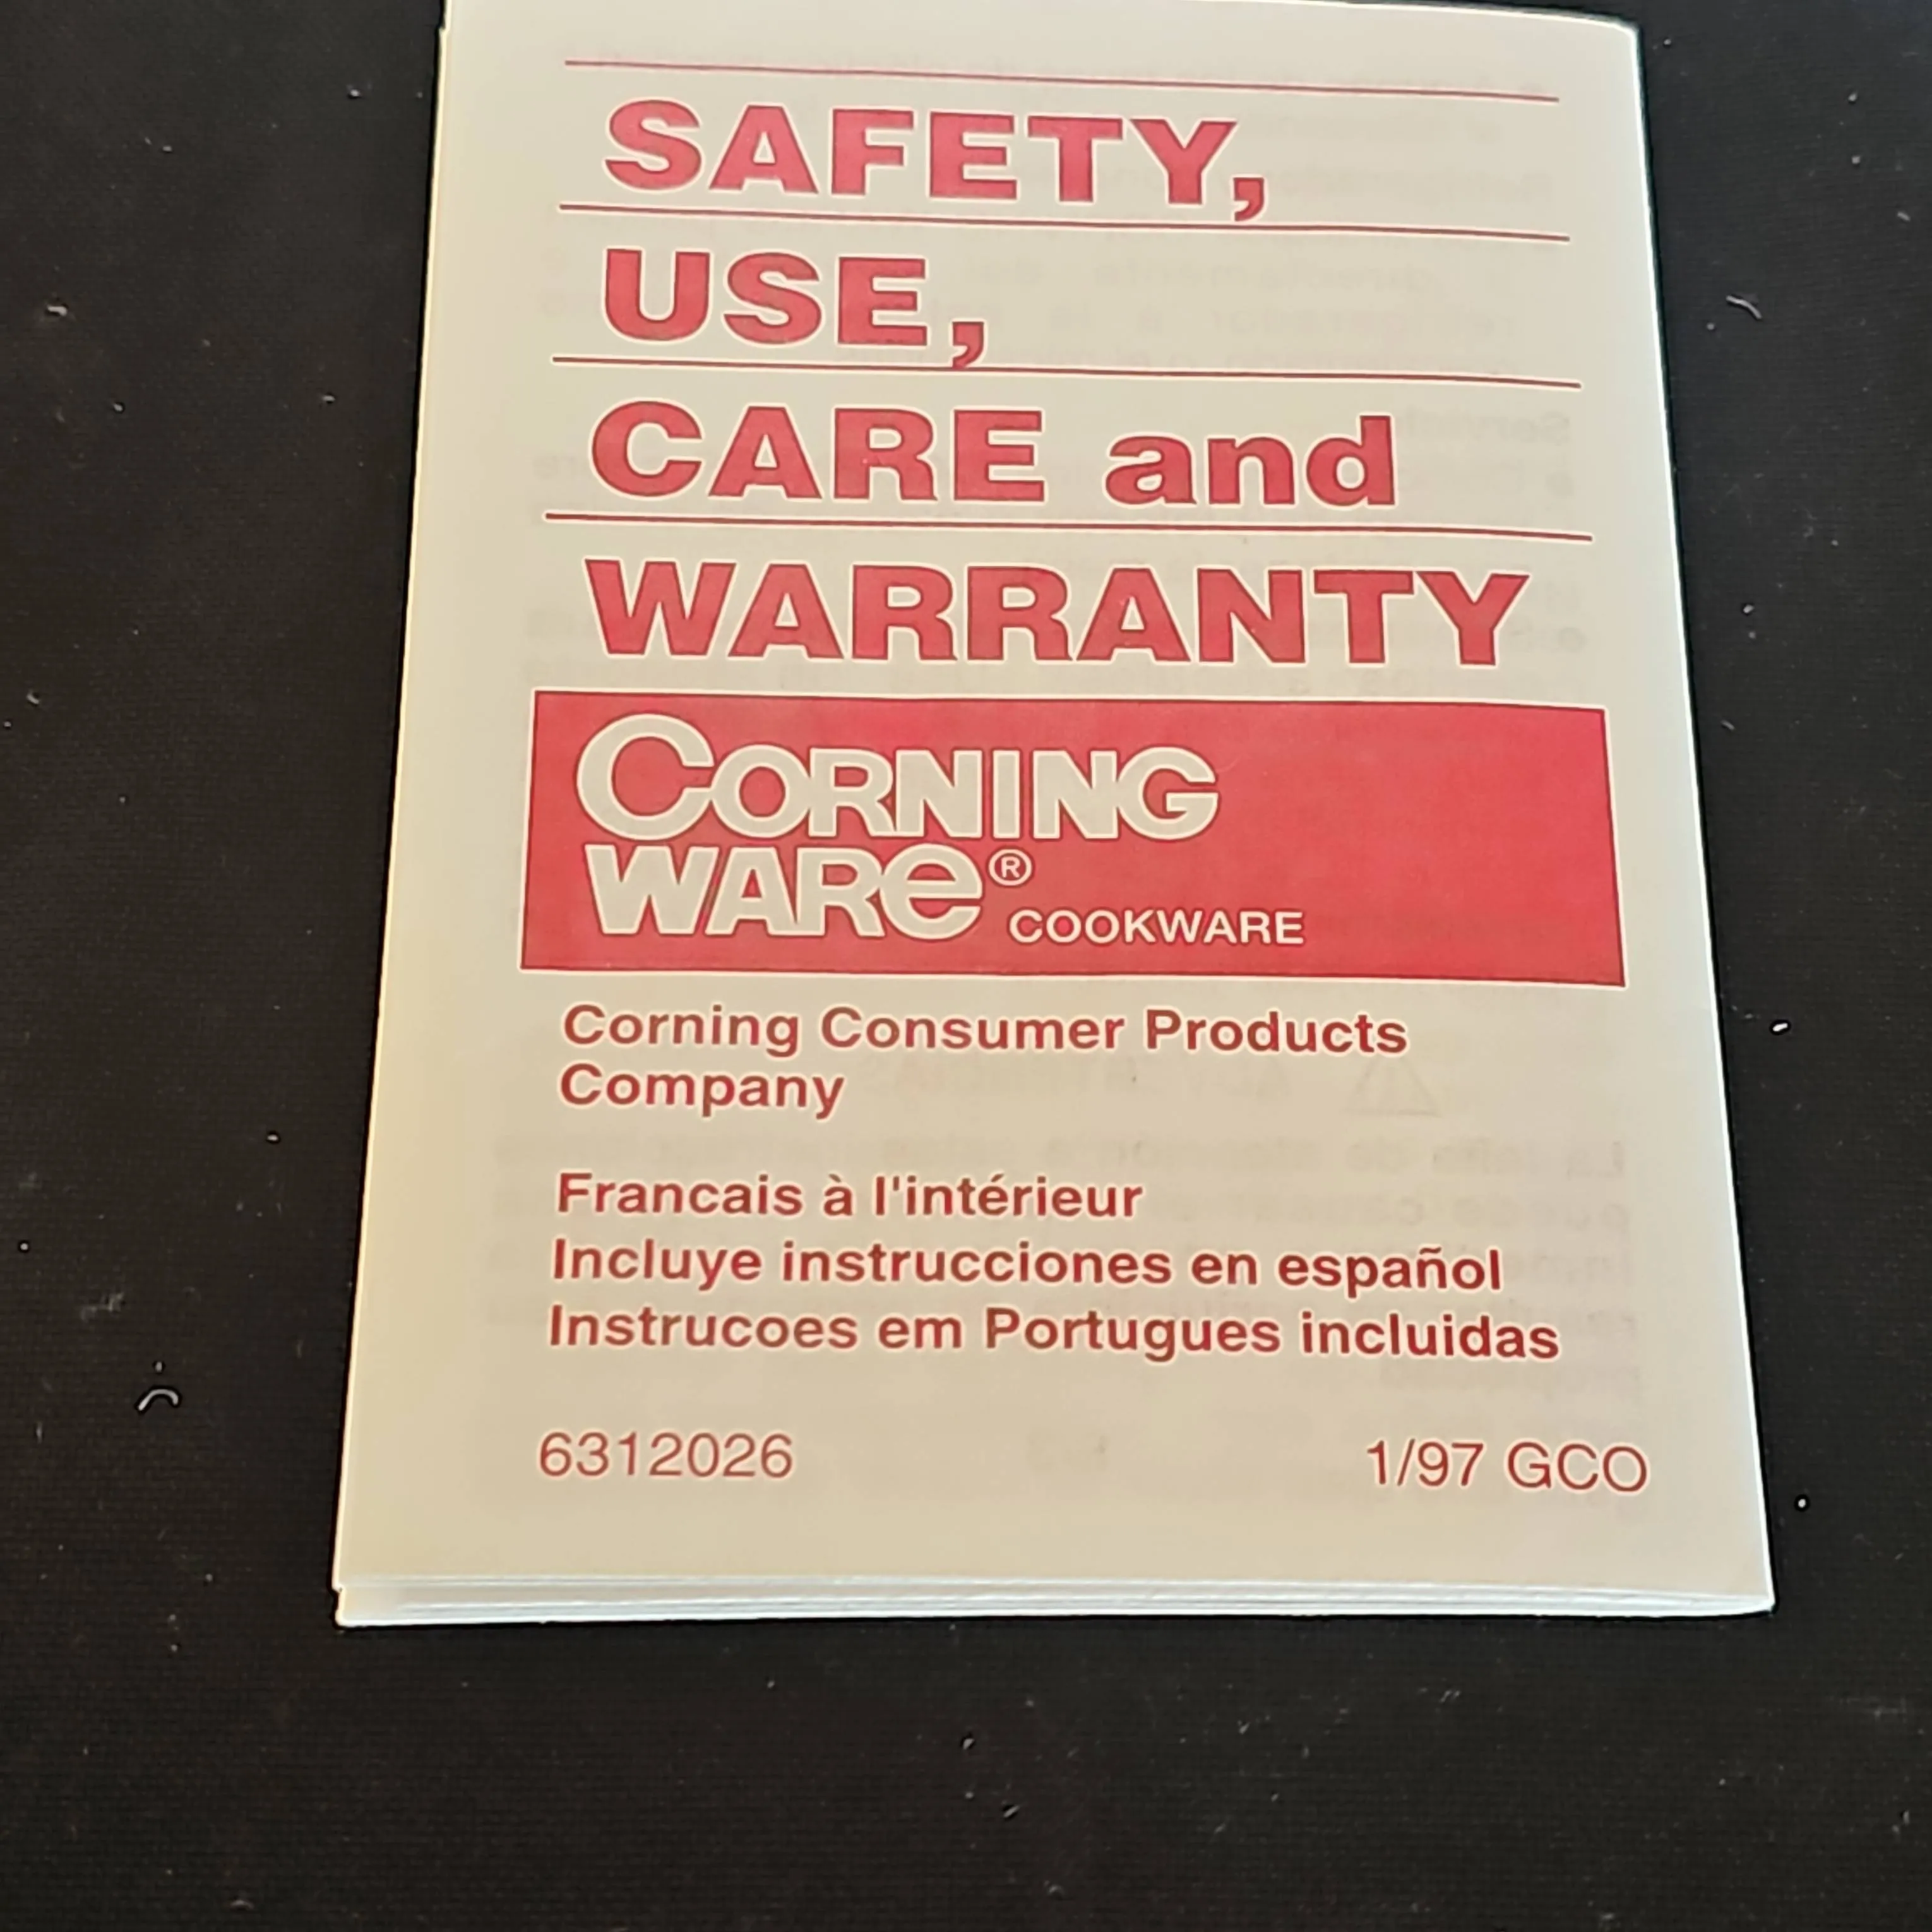 SAFETY,
USE,
CARE and
WARRANTY
CORNING
WARE®
COOKWARE
Corning Consumer Products
Company
Francais à l'intérieur
Incluye instrucciones en español
Instrucoes em Portugues incluidas
6312026
1/97 GCO